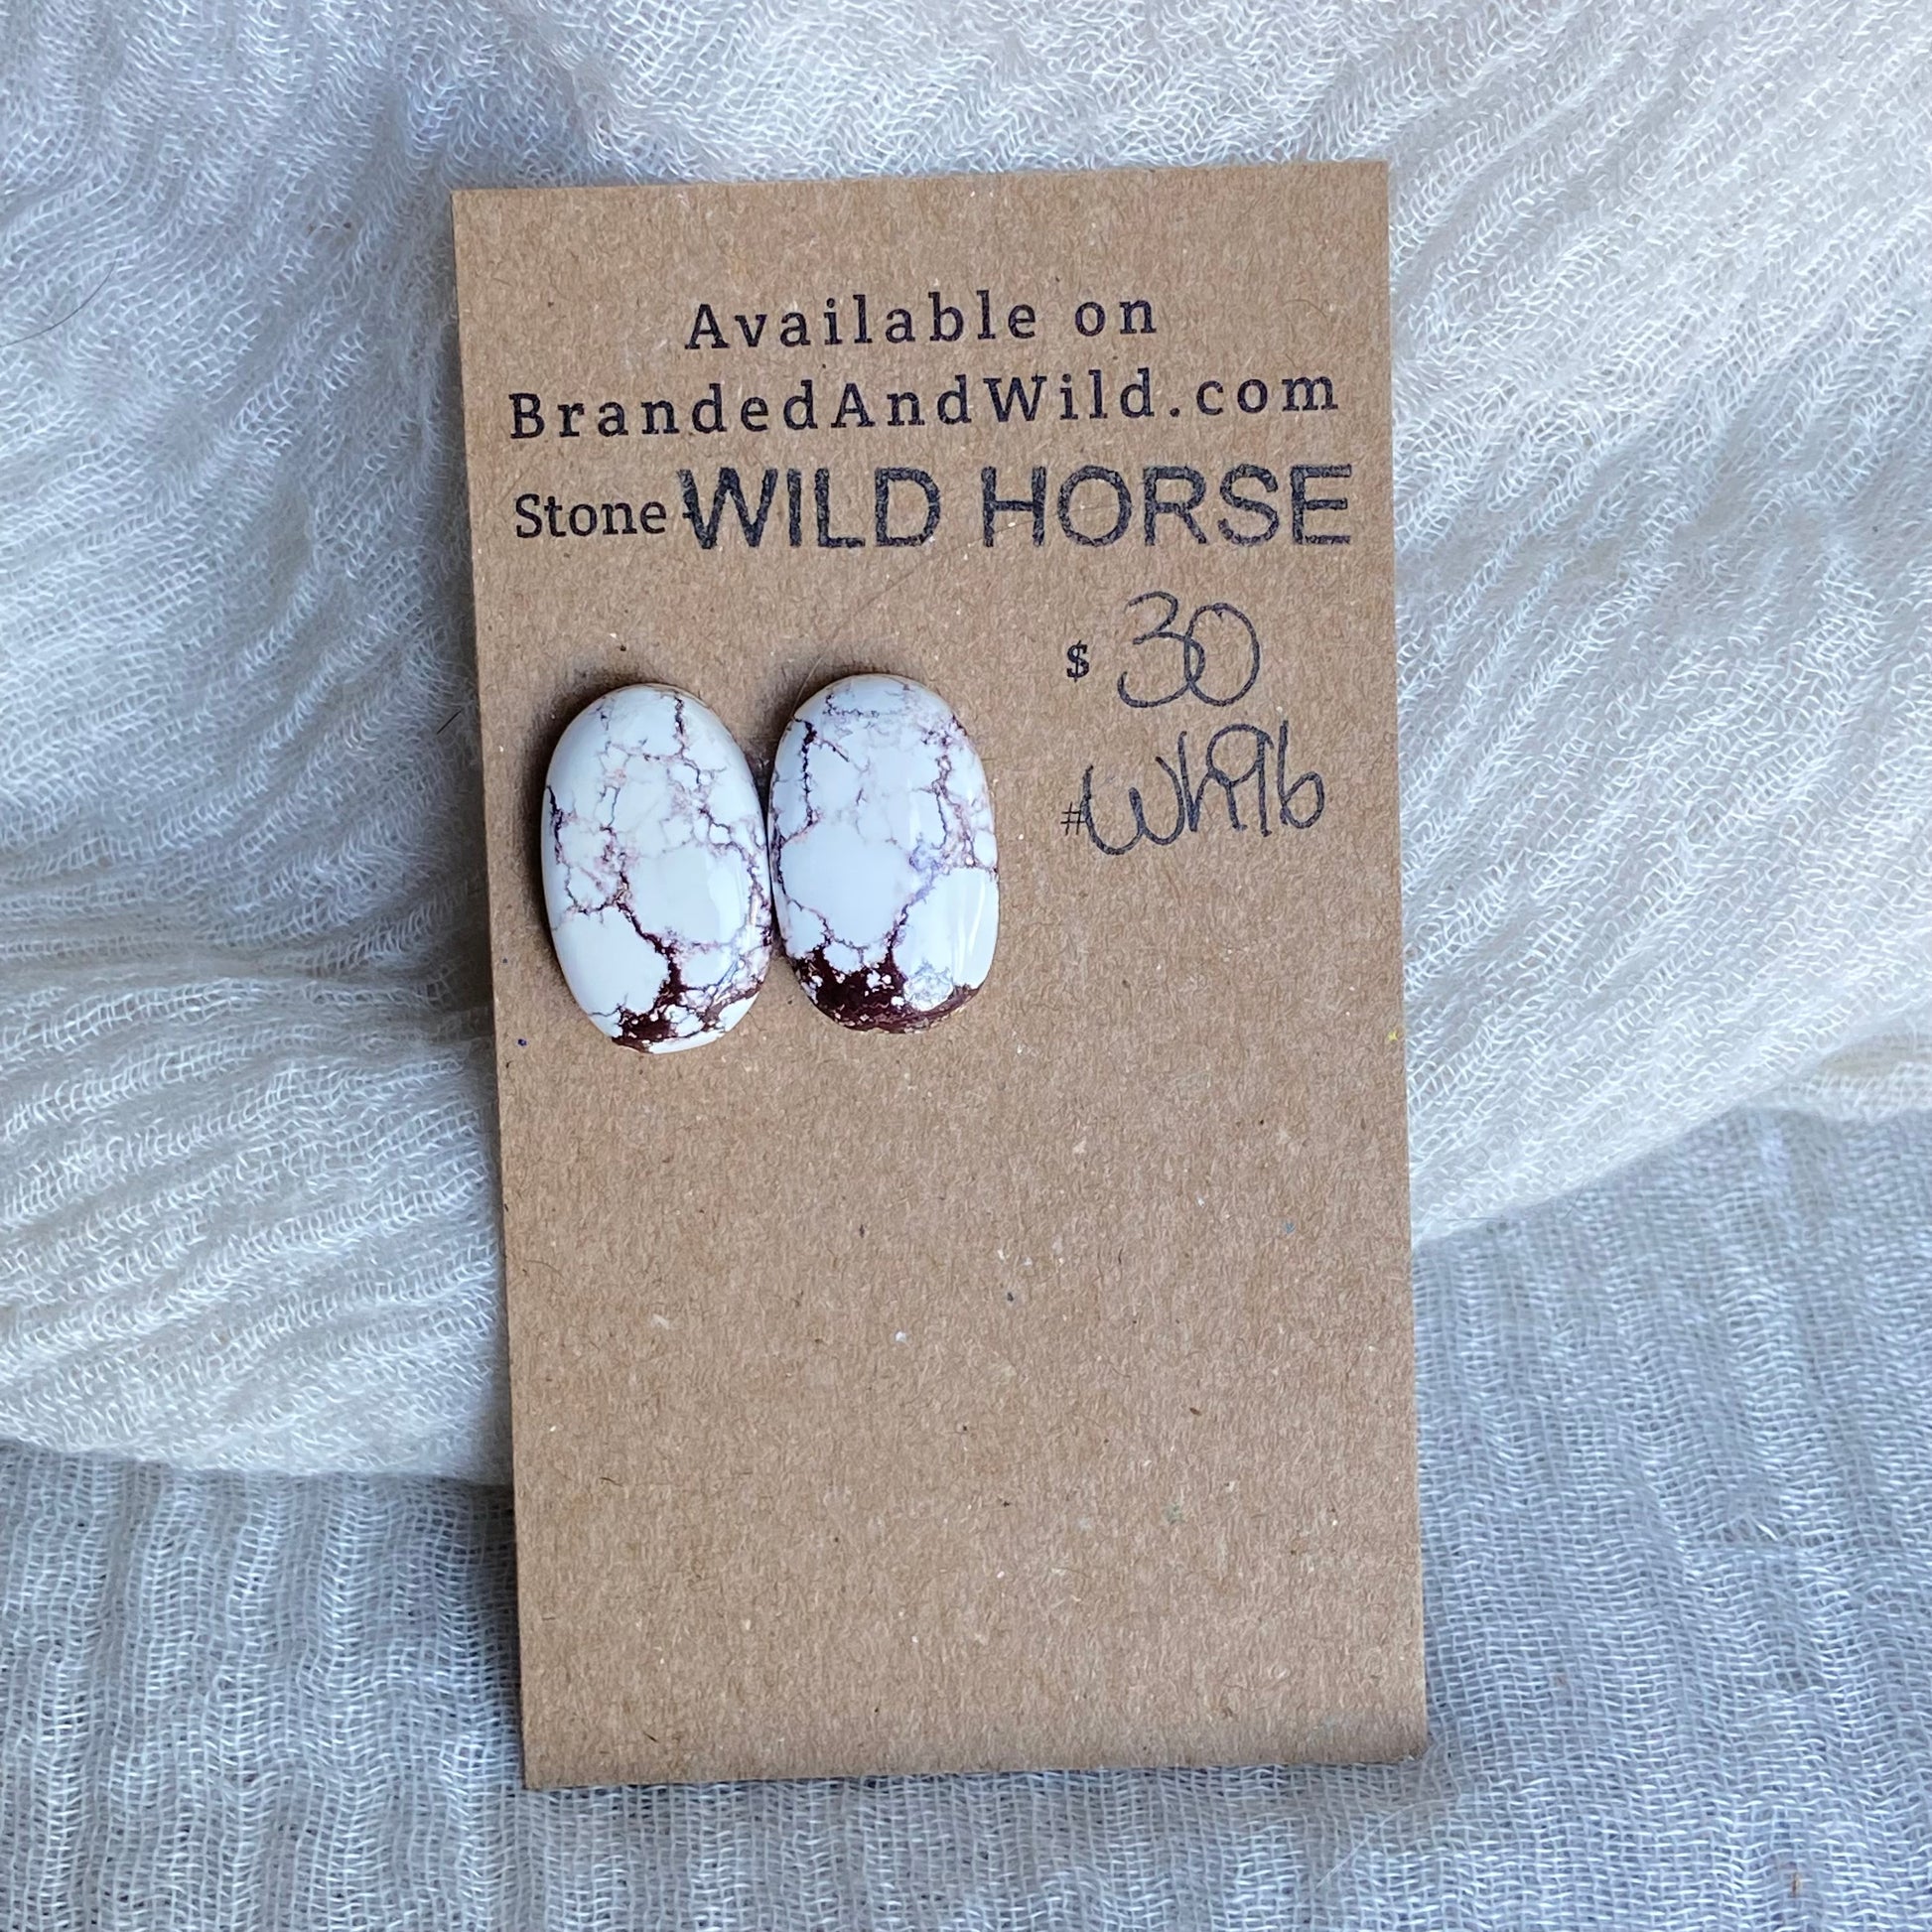 Available on
BrandedAndWild.com
Stone WILD HORSE
$ 30
#Wh96